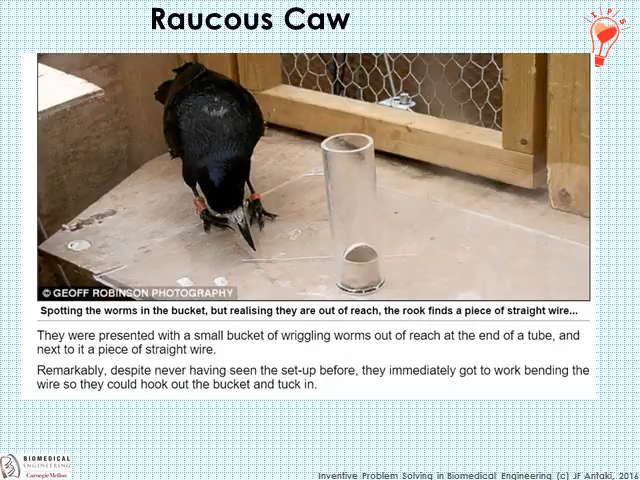 Raucous Caw
I P S
© GEOFF ROBINSON PHOTOGRAPHY
Spotting the worms in the bucket, but realising they are out of reach, the rook finds a piece of straight wire...
They were presented with a small bucket of wriggling worms out of reach at the end of a tube, and
next to it a piece of straight wire.
Remarkably, despite never having seen the set-up before, they immediately got to work bending the
wire so they could hook out the bucket and tuck in.
BIOMEDICAL
ENGINEERING
Carnegie Mellon
Inventive Problem Solving in Biomedical Engineering (c) JF Antaki, 2016